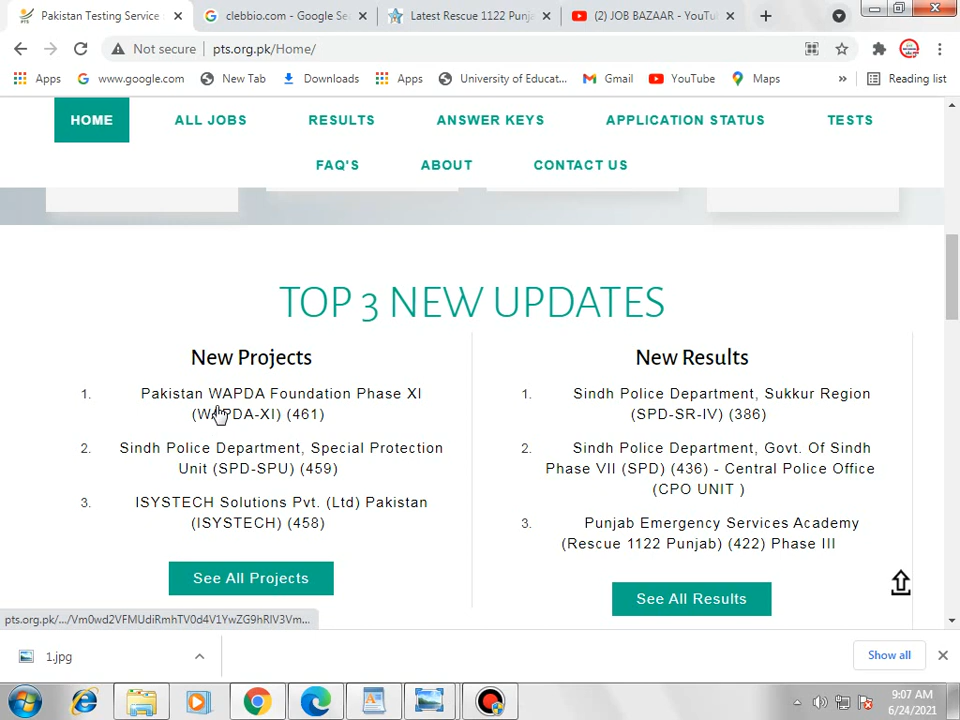 Pakistan Testing Service
clebbio.com - Google Se
Latest Rescue 1122 Punja
(2) JOB BAZAAR - YouTu
Not secure pts.org.pk/Home/
Apps www.google.com New Tab Downloads Apps University of Educat... Gmail YouTube Maps » Reading list
HOME ALL JOBS RESULTS ANSWER KEYS APPLICATION STATUS TESTS
FAQ'S ABOUT CONTACT US
TOP 3 NEW UPDATES
New Projects
1. Pakistan WAPDA Foundation Phase XI
(WAPDA-XI) (461)
2. Sindh Police Department, Special Protection
Unit (SPD-SPU) (459)
3. ISYSTECH Solutions Pvt. (Ltd) Pakistan
(ISYSTECH) (458)
See All Projects
New Results
1. Sindh Police Department, Sukkur Region
(SPD-SR-IV) (386)
2. Sindh Police Department, Govt. Of Sindh
Phase VII (SPD) (436) - Central Police Office
(CPO UNIT )
3. Punjab Emergency Services Academy
(Rescue 1122 Punjab) (422) Phase III
See All Results
pts.org.pk/.../Vm0wd2VFMUdiRmhTV0d4V1YwZG9hRlV3Vm...
1.jpg
Show all
9:07 AM
6/24/2021